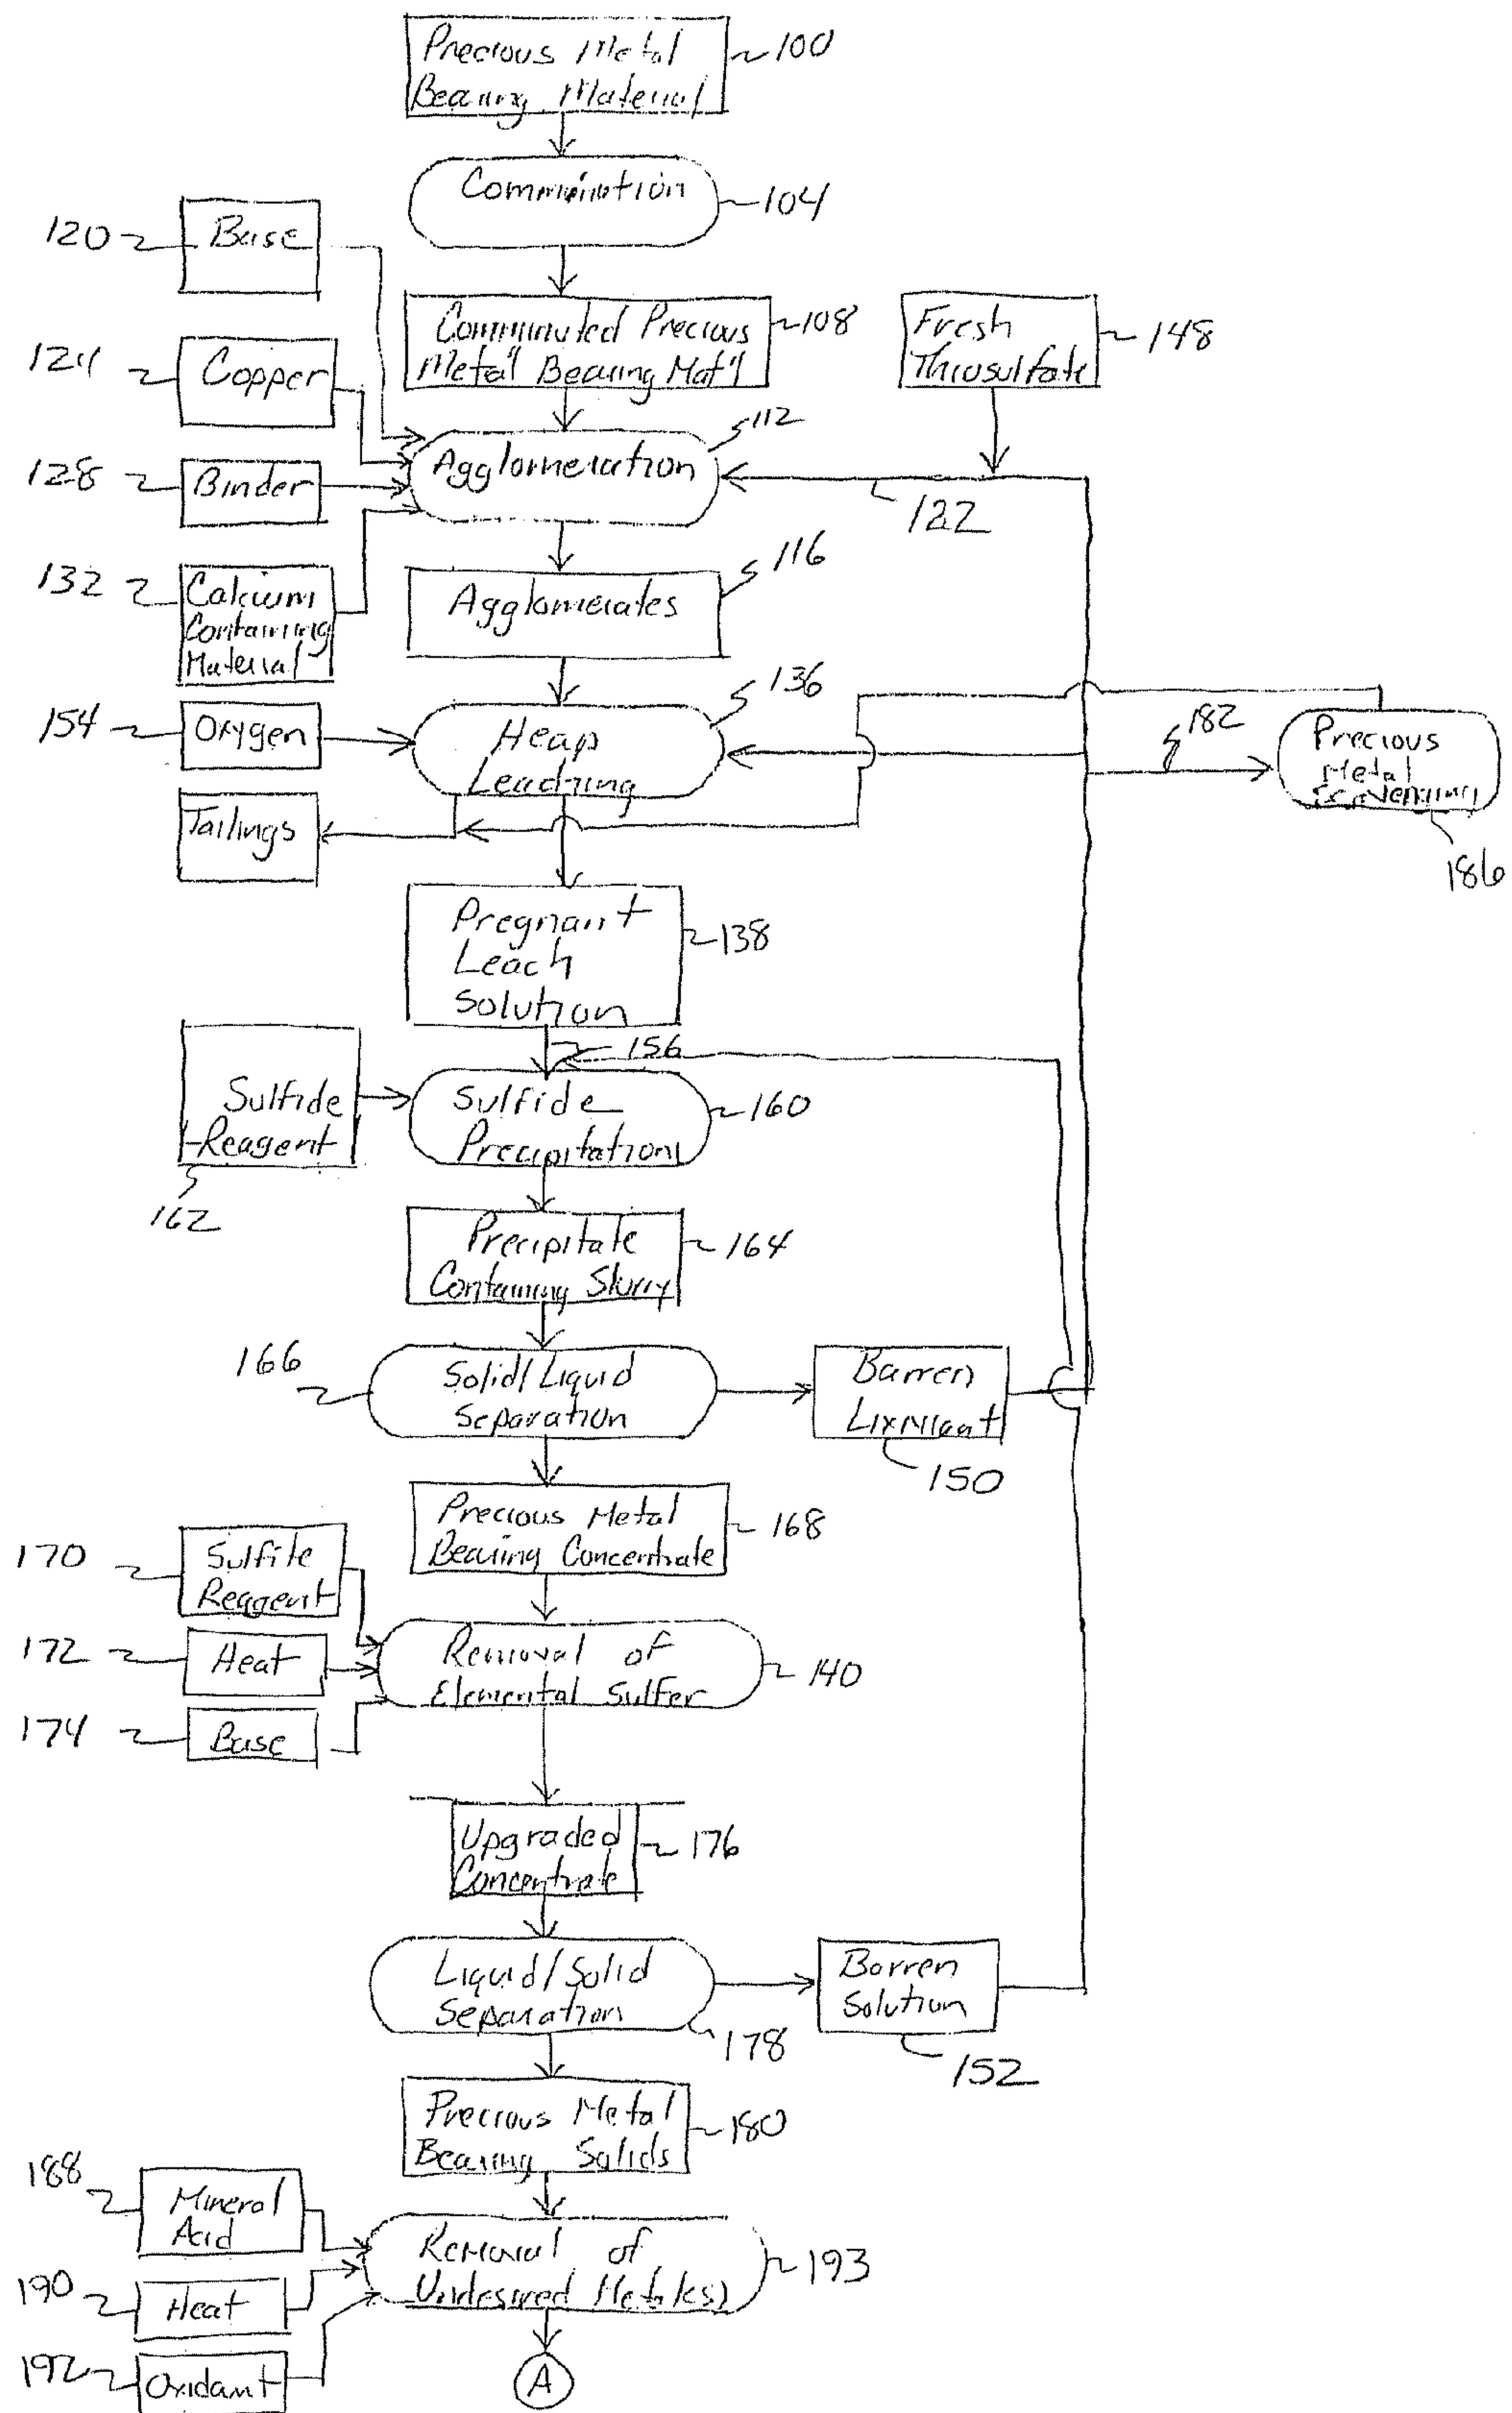 Precious Metal
Bearing Material
100
Comminution
104
120
Base
Comminuted Precious
Metal Bearing Mat'l
108
Fresh
Thiosulfate
148
124
Copper
112
Agglomeration
128
Binder
122
132
Calcium
Containing
Material
116
Agglomerates
136
154
Oxygen
Heap
Leaching
182
Precious
Metal
Scavenging
186
Tailings
Pregnant
Leach
Solution
138
156
Sulfide
Reagent
162
Sulfide
Precipitation
160
Precipitate
Containing Slurry
164
166
Solid/Liquid
Separation
Barren
Lixiviant
150
Precious Metal
Bearing Concentrate
168
170
Sulfite
Reagent
172
Heat
Removal of
Elemental Sulfer
140
174
Base
Upgraded
Concentrate
176
Liquid/Solid
Separation
178
Barren
Solution
152
Precious Metal
Bearing Solids
180
188
Mineral
Acid
190
Heat
Removal of
Undesired Metal(s)
193
192
Oxidant
A